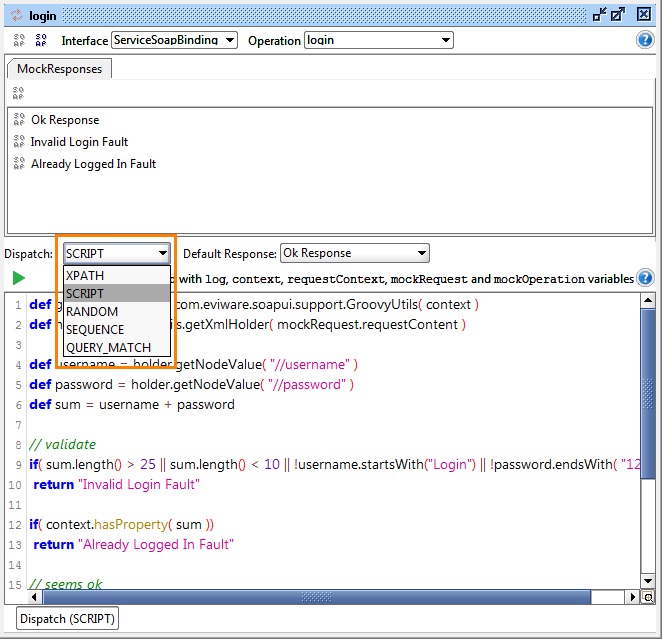 login
Interface ServiceSoapBinding Operation login
MockResponses
Ok Response
Invalid Login Fault
Already Logged In Fault
Dispatch: SCRIPT Default Response: Ok Response
with log, context, requestContext, mockRequest and mockOperation variables
XPATH
SCRIPT
RANDOM
SEQUENCE
QUERY_MATCH
1 def com.eviware.soapui.support.GroovyUtils( context )
2 def .getXmlHolder( mockRequest.requestContent )
3
4 def username = holder.getNodeValue( "//username" )
5 def password = holder.getNodeValue( "//password" )
6 def sum = username + password
7
8 // validate
9 if( sum.length() > 25 || sum.length() < 10 || !username.startsWith("Login") || !password.endsWith( "12
10 return "Invalid Login Fault"
11
12 if( context.hasProperty( sum ))
13 return "Already Logged In Fault"
14
15 // seems ok
Dispatch (SCRIPT)